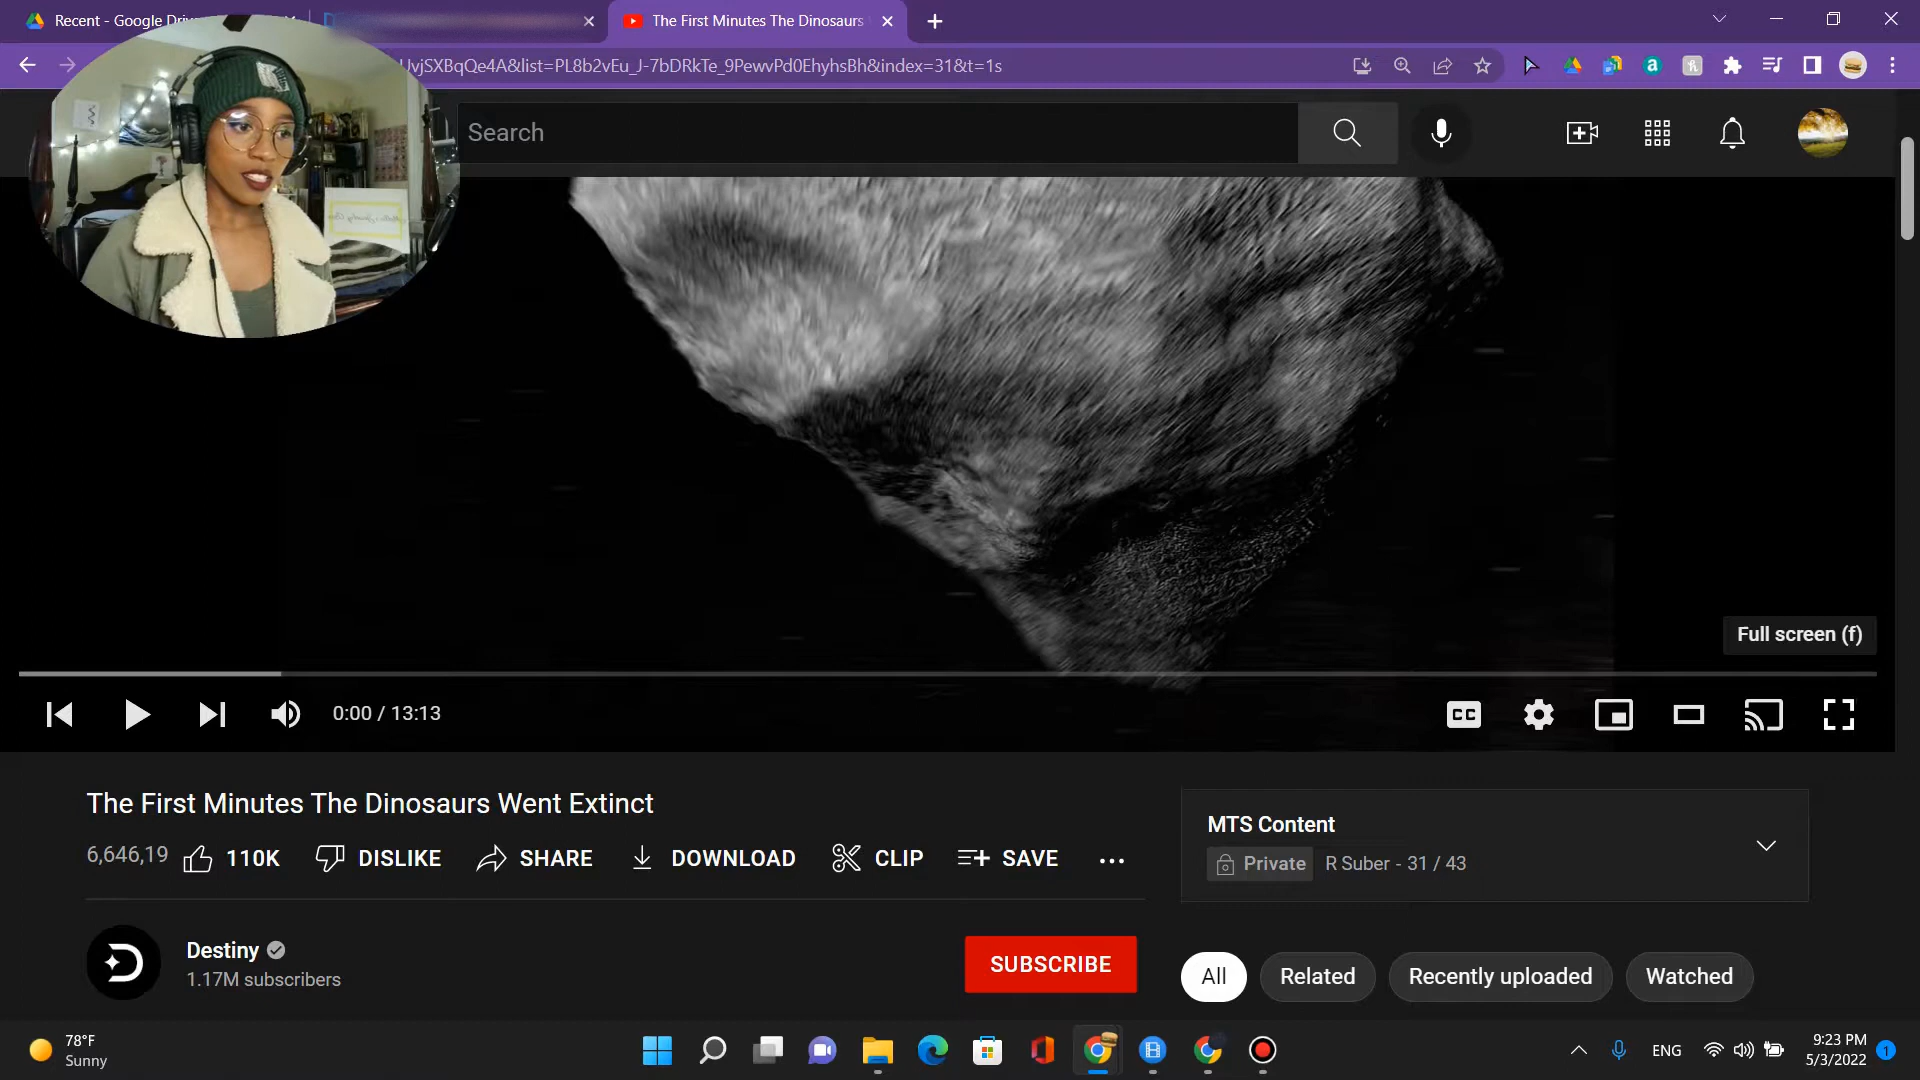 Recent - Google Driv
The First Minutes The Dinosaurs
UvjSXBqQe4A&list=PL8b2vEu_J-7bDRkTe_9PewvPd0EhyhsBh&index=31&t=1s
Search
Full screen (f)
0:00 / 13:13
CC
The First Minutes The Dinosaurs Went Extinct
6,646,19 110K DISLIKE SHARE DOWNLOAD CLIP SAVE
MTS Content
Private R Suber - 31 / 43
Destiny
1.17M subscribers
SUBSCRIBE
All Related Recently uploaded Watched
78°F
Sunny
ENG
9:23 PM
5/3/2022
1